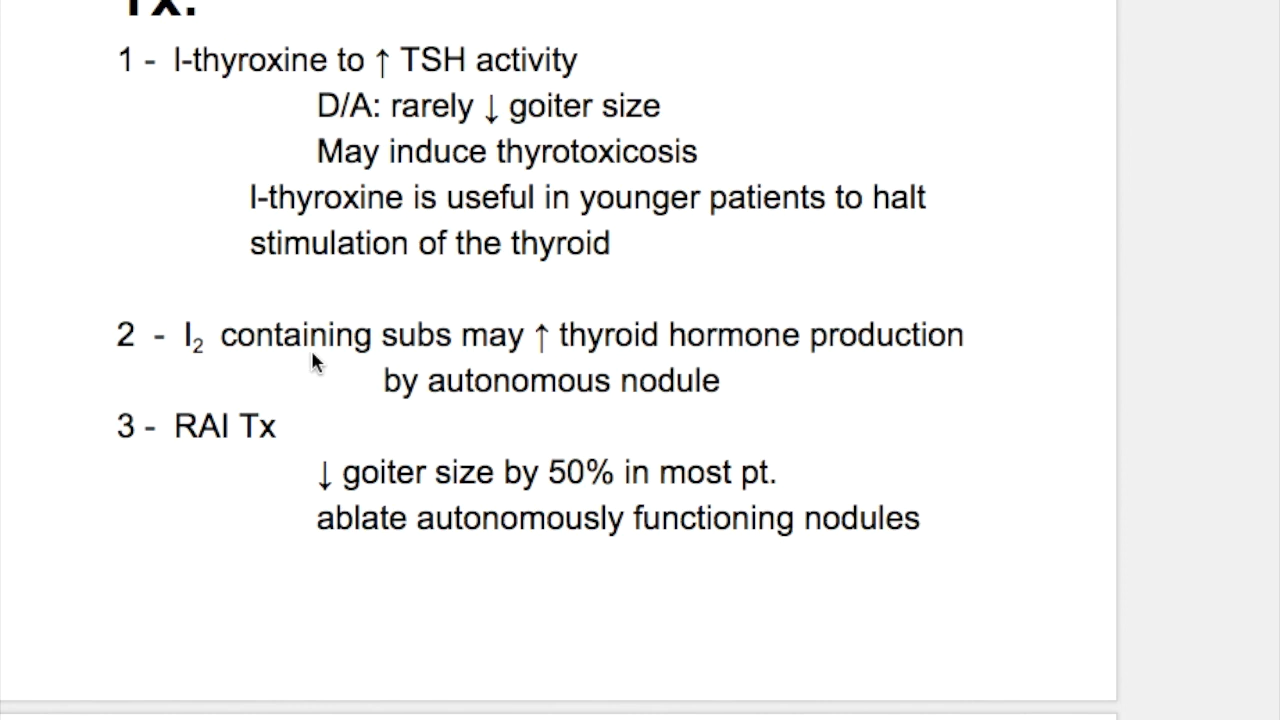 Tx.
1 - l-thyroxine to ↑ TSH activity
D/A: rarely ↓ goiter size
May induce thyrotoxicosis
l-thyroxine is useful in younger patients to halt
stimulation of the thyroid
2 - I₂ containing subs may ↑ thyroid hormone production
by autonomous nodule
3 - RAI Tx
↓ goiter size by 50% in most pt.
ablate autonomously functioning nodules